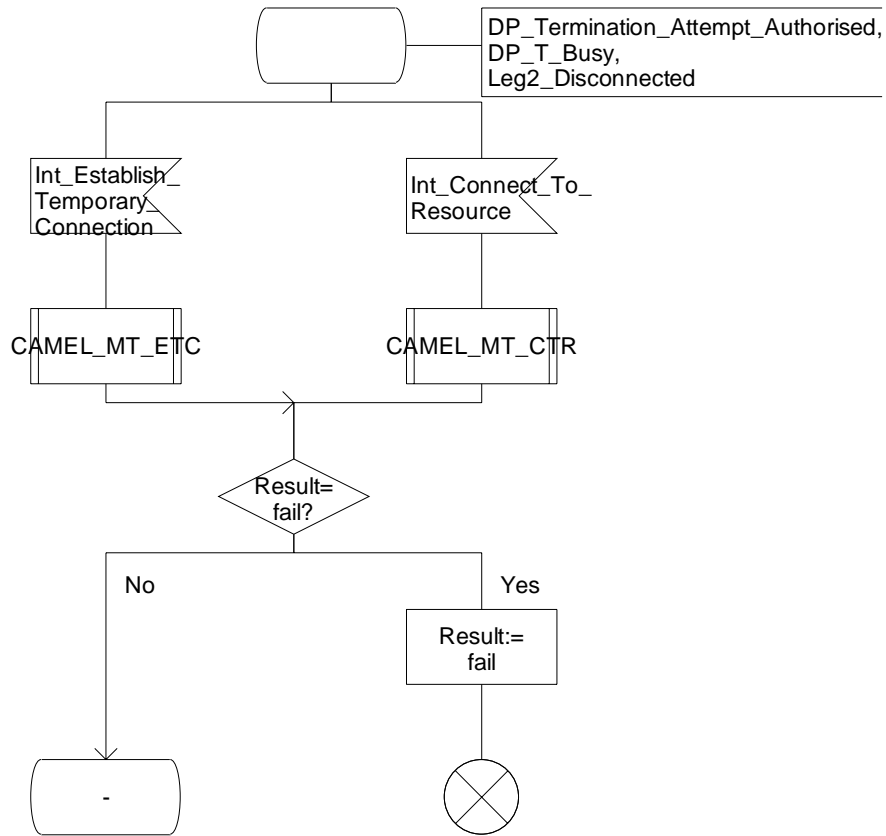 DP_Termination_Attempt_Authorised,
DP_T_Busy,
Leg2_Disconnected
Int_Establish_
Temporary_
Connection
Int_Connect_To_
Resource
CAMEL_MT_ETC
CAMEL_MT_CTR
Result=
fail?
No
Yes
Result:=
fail
-